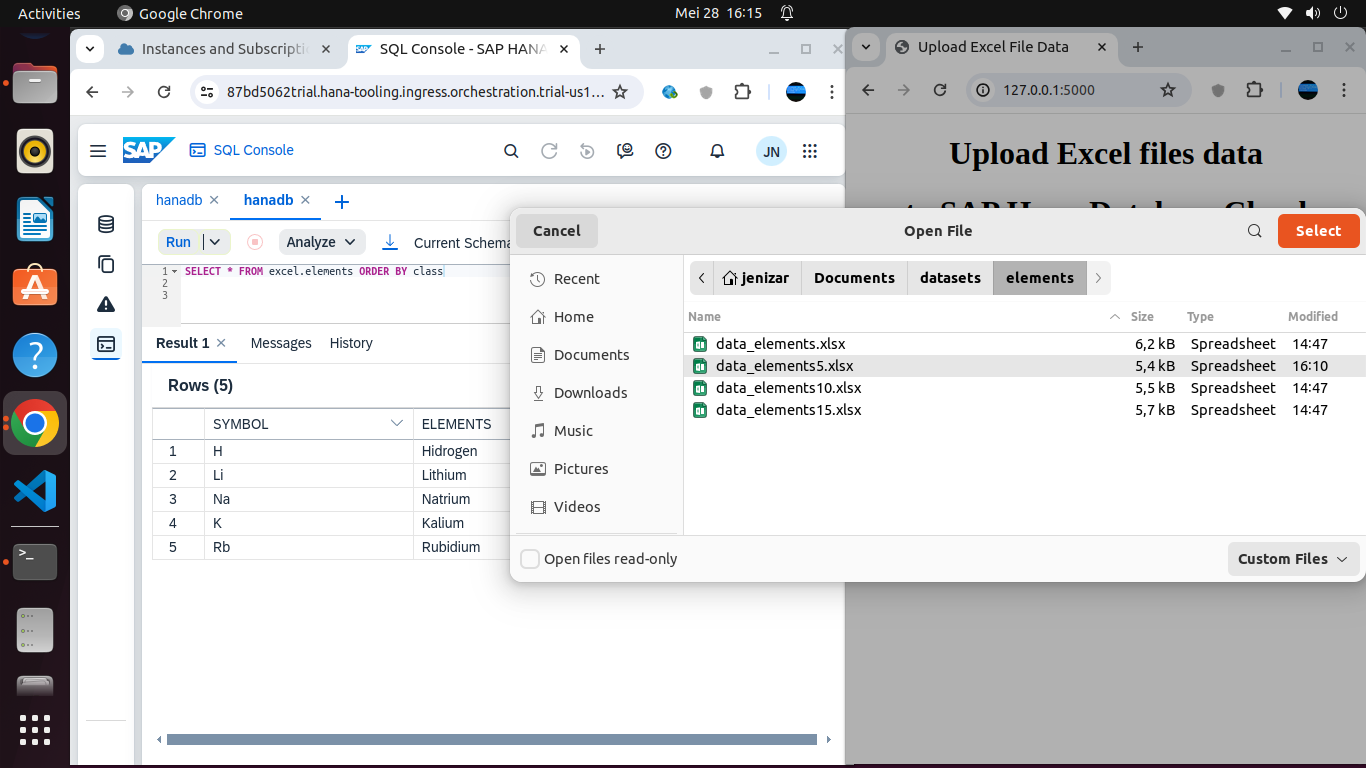 Activities
Google Chrome
Mei 28 16:15
Instances and Subscripti
SQL Console - SAP HANA
87bd5062trial.hana-tooling.ingress.orchestration.trial-us1...
SAP
SQL Console
JN
hanadb
hanadb
Run
Analyze
Current Schema
1
SELECT * FROM excel.elements ORDER BY class
2
3
Result 1
Messages
History
Rows (5)
SYMBOL
ELEMENTS
1 H Hidrogen
2 Li Lithium
3 Na Natrium
4 K Kalium
5 Rb Rubidium
Upload Excel File Data
127.0.0.1:5000
Upload Excel files data
Cancel
Open File
Select
Recent
Home
Documents
Downloads
Music
Pictures
Videos
jenizar
Documents
datasets
elements
Name Size Type Modified
data_elements.xlsx 6,2 kB Spreadsheet 14:47
data_elements5.xlsx 5,4 kB Spreadsheet 16:10
data_elements10.xlsx 5,5 kB Spreadsheet 14:47
data_elements15.xlsx 5,7 kB Spreadsheet 14:47
Open files read-only
Custom Files